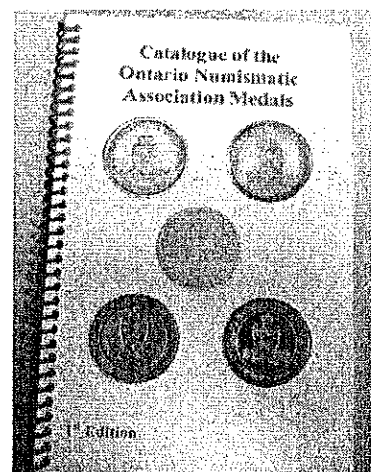 Catalogue of the
Ontario Numismatic
Association Medals
1st Edition